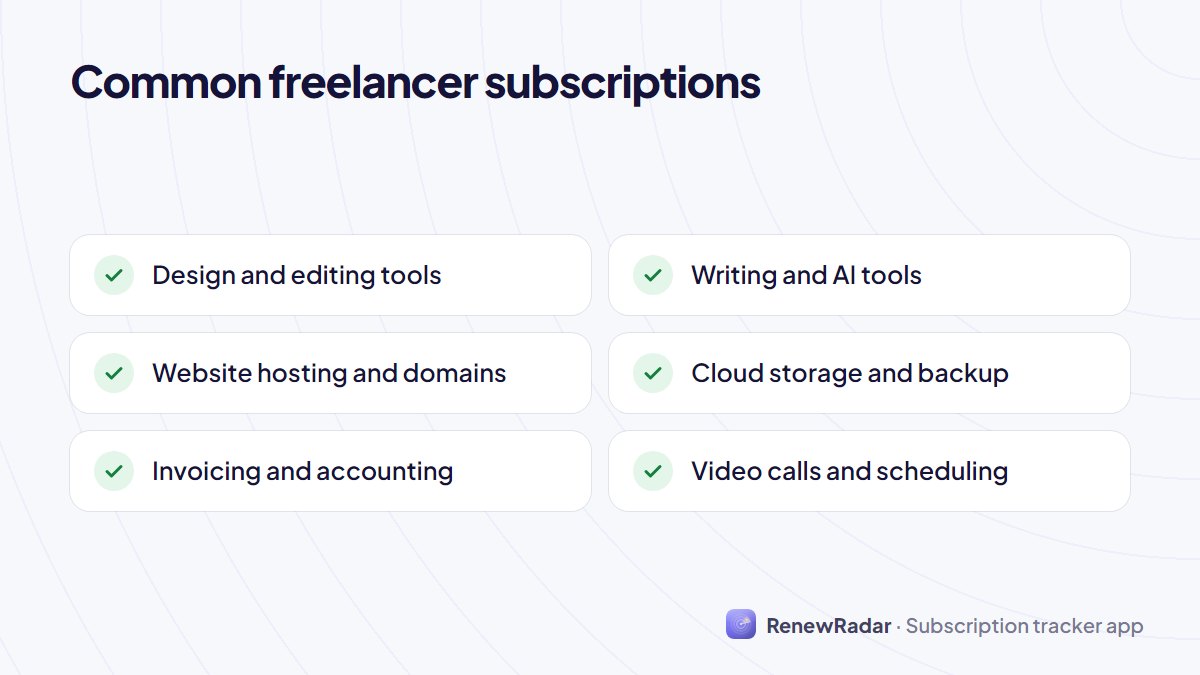 Common freelancer subscriptions
Design and editing tools
Writing and AI tools
Website hosting and domains
Cloud storage and backup
Invoicing and accounting
Video calls and scheduling
RenewRadar · Subscription tracker app